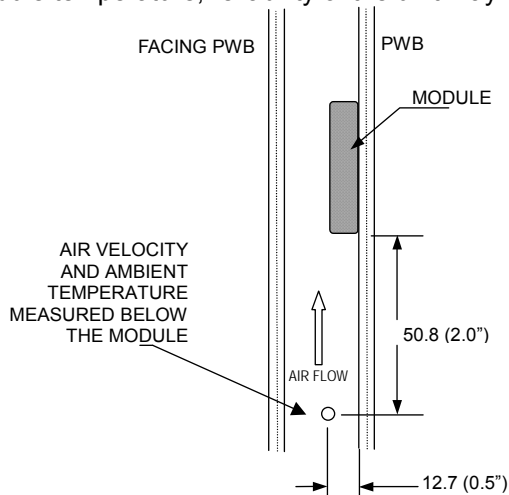 FACING PWB
PWB
MODULE
AIR VELOCITY
AND AMBIENT
TEMPERATURE
MEASURED BELOW
THE MODULE
AIR FLOW
50.8 (2.0")
12.7 (0.5")